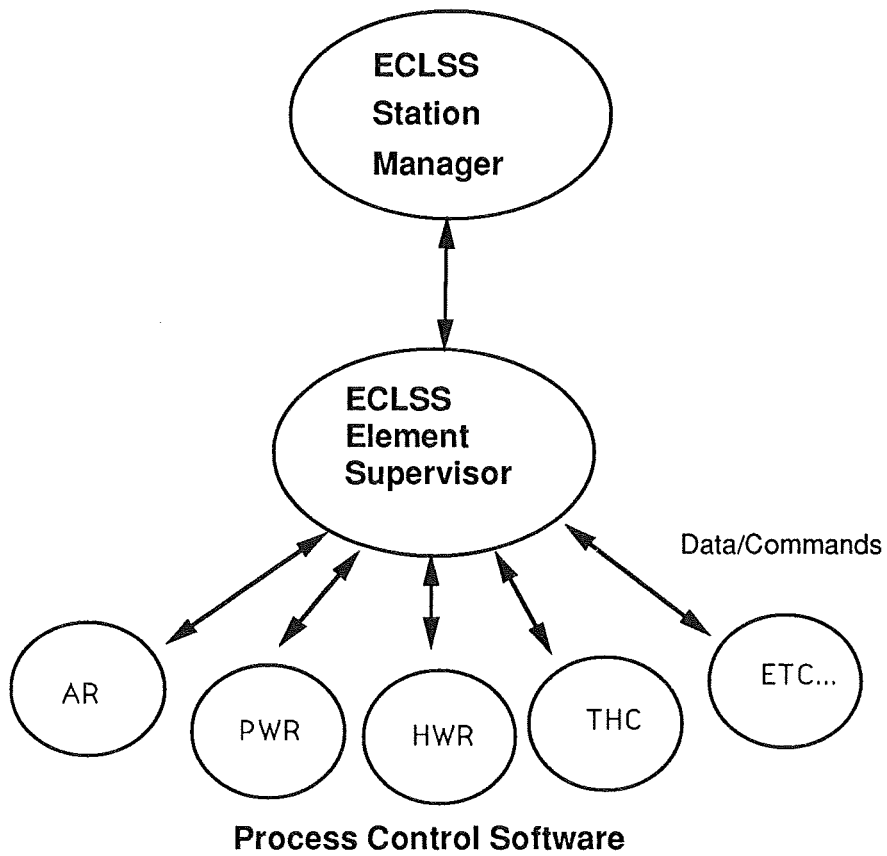 ECLSS
Station
Manager
ECLSS
Element
Supervisor
Data/Commands
AR
PWR
HWR
THC
ETC...
Process Control Software